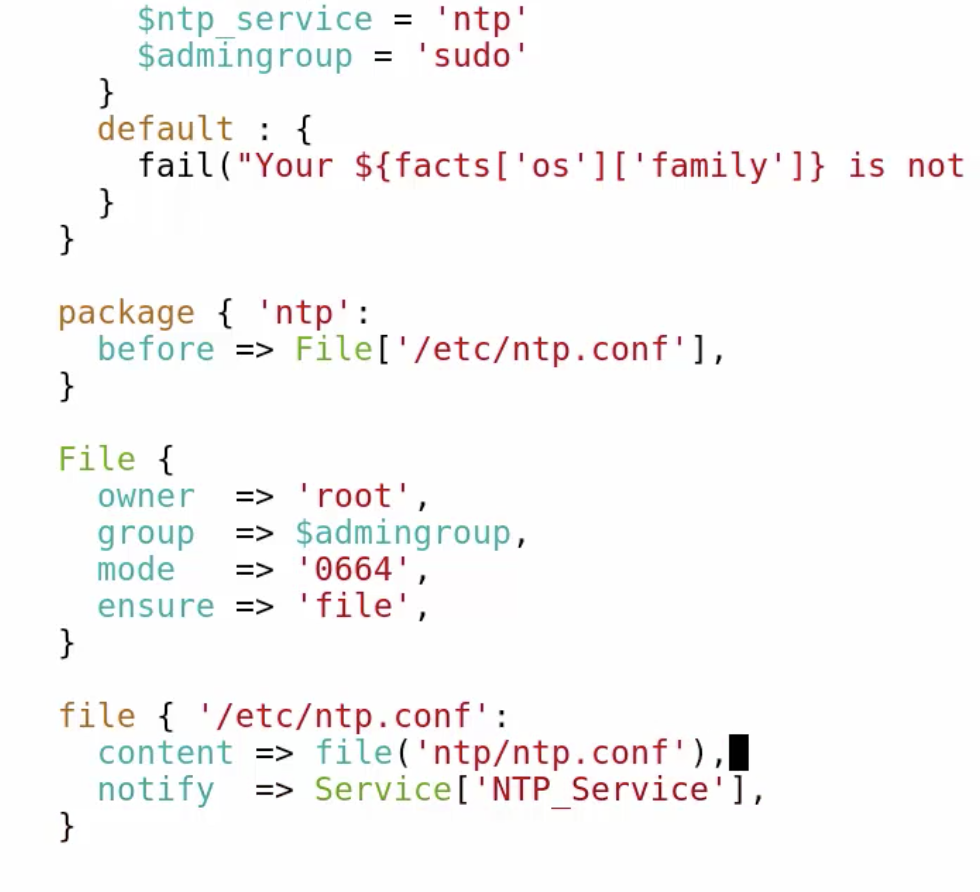 $ntp_service = 'ntp'
$admingroup = 'sudo'
}
default : {
fail("Your ${facts['os']['family']} is not
}
}
package { 'ntp':
before => File['/etc/ntp.conf'],
}
File {
owner  => 'root',
group  => $admingroup,
mode   => '0664',
ensure => 'file',
}
file { '/etc/ntp.conf':
content => file('ntp/ntp.conf'),
notify  => Service['NTP_Service'],
}